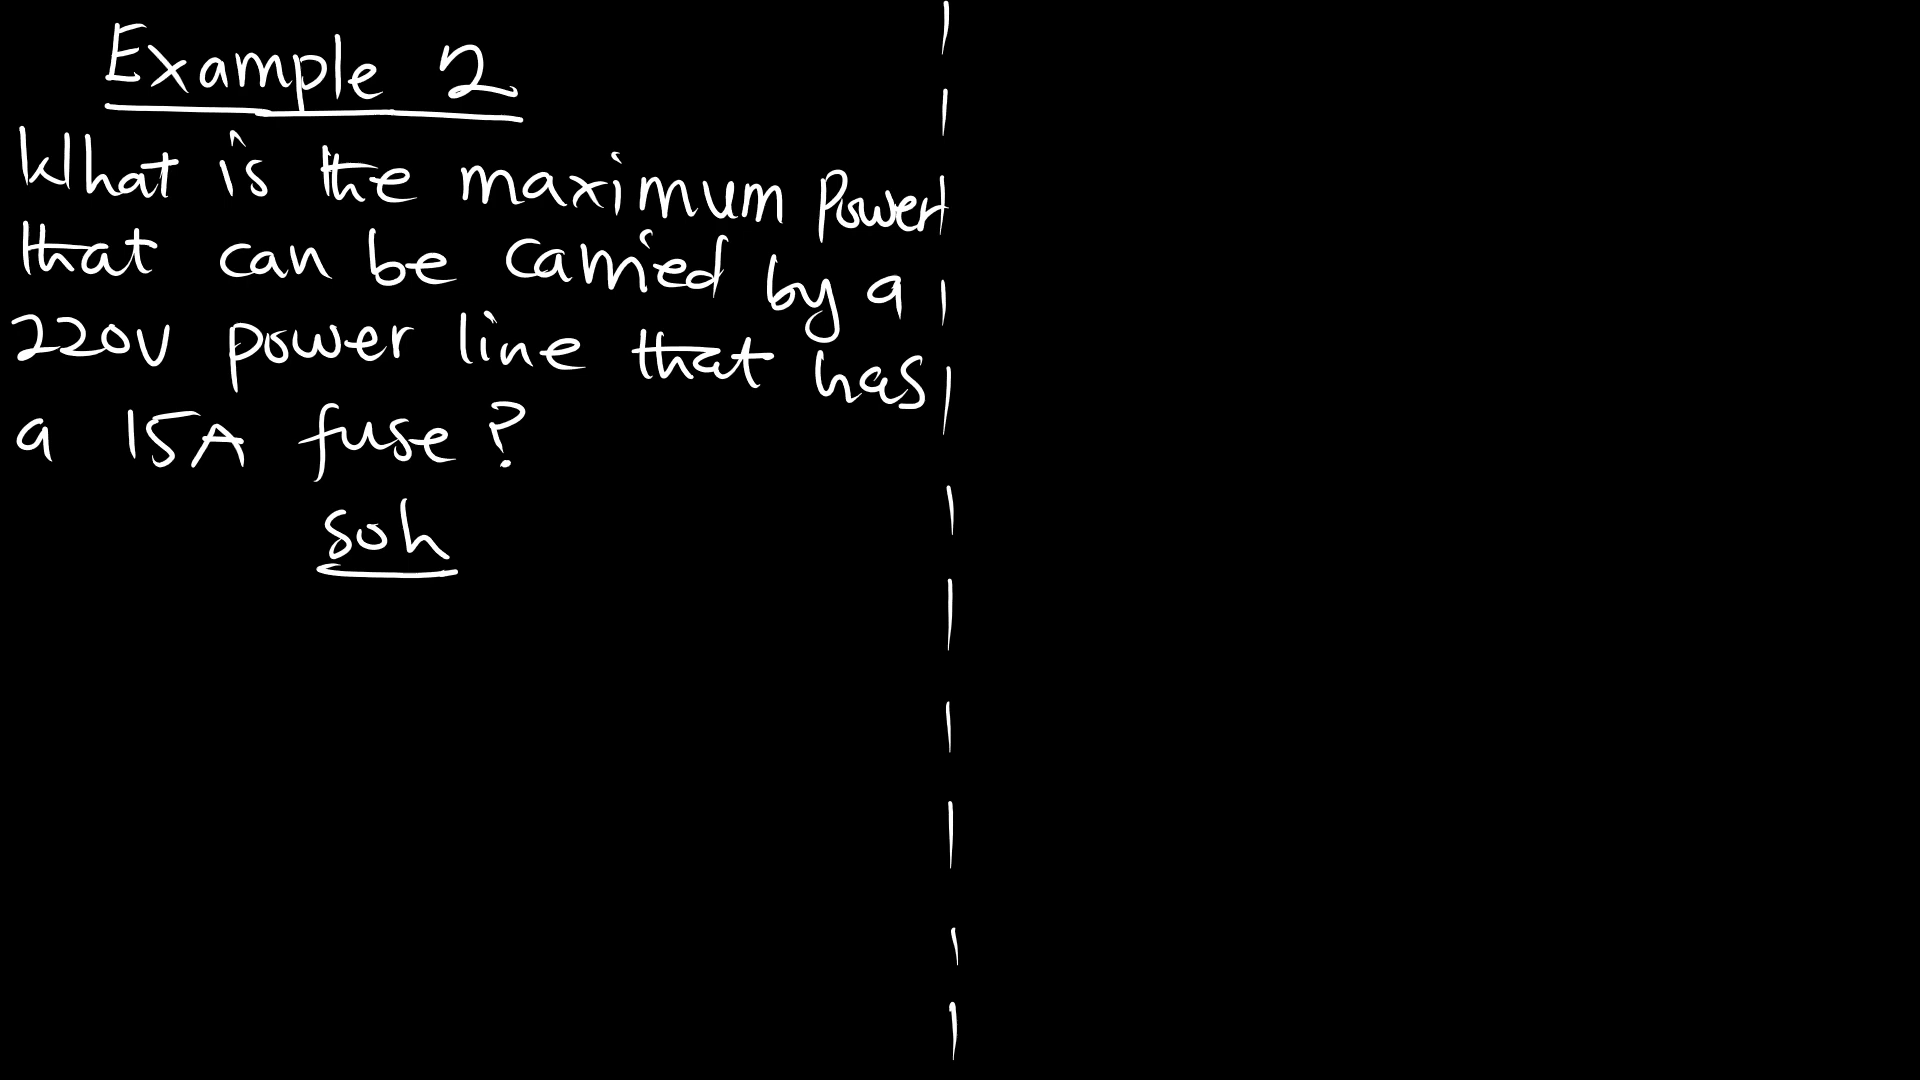 Example 2
What is the maximum Power
that can be carried by a
220V power line that has
a 15A fuse?
soln